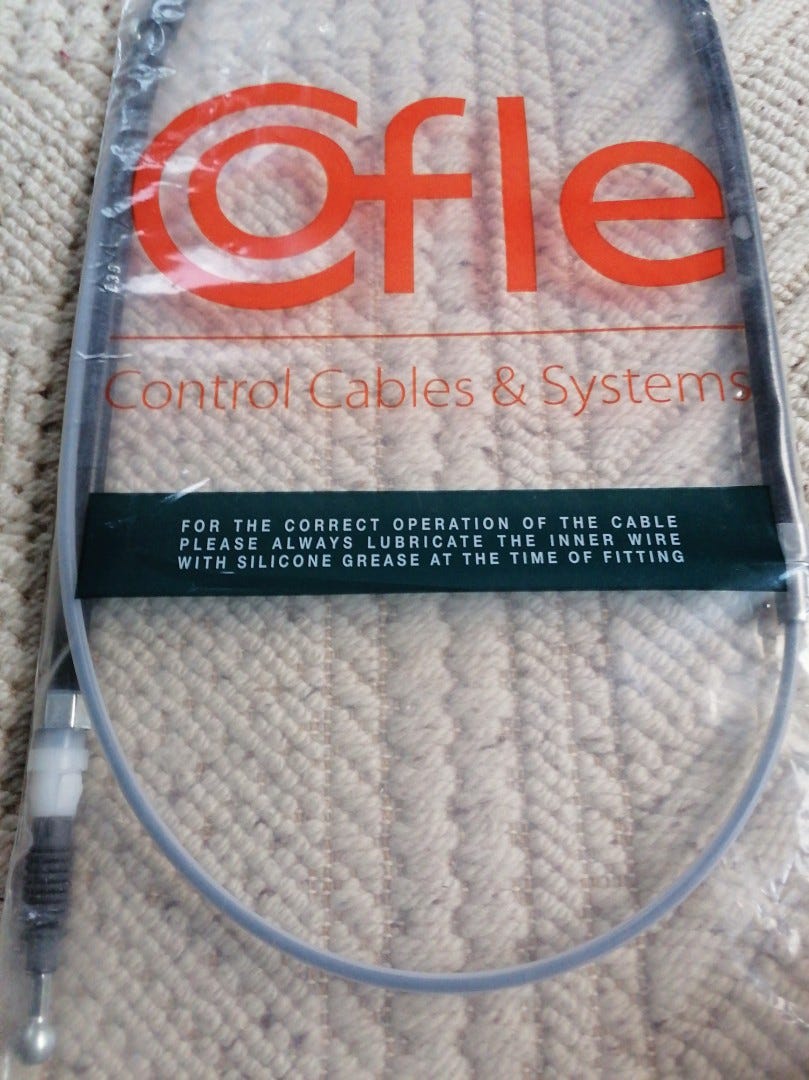 Cofle
Control Cables & Systems
FOR THE CORRECT OPERATION OF THE CABLE
PLEASE ALWAYS LUBRICATE THE INNER WIRE
WITH SILICONE GREASE AT THE TIME OF FITTING